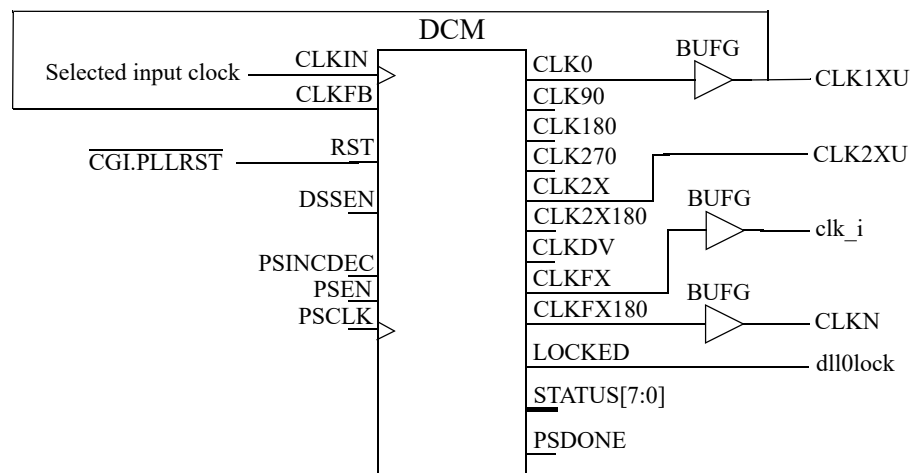 DCM
BUFG
CLKIN
CLK0
Selected input clock
CLK1XU
CLKFB
CLK90
CLK180
RST
CGI.PLLRST
CLK270
CLK2XU
CLK2X
DSSEN
BUFG
CLK2X180
clk_i
CLKDV
PSINCDEC
CLKFX
PSEN
BUFG
CLKFX180
PSCLK
CLKN
LOCKED
dll0lock
STATUS[7:0]
PSDONE